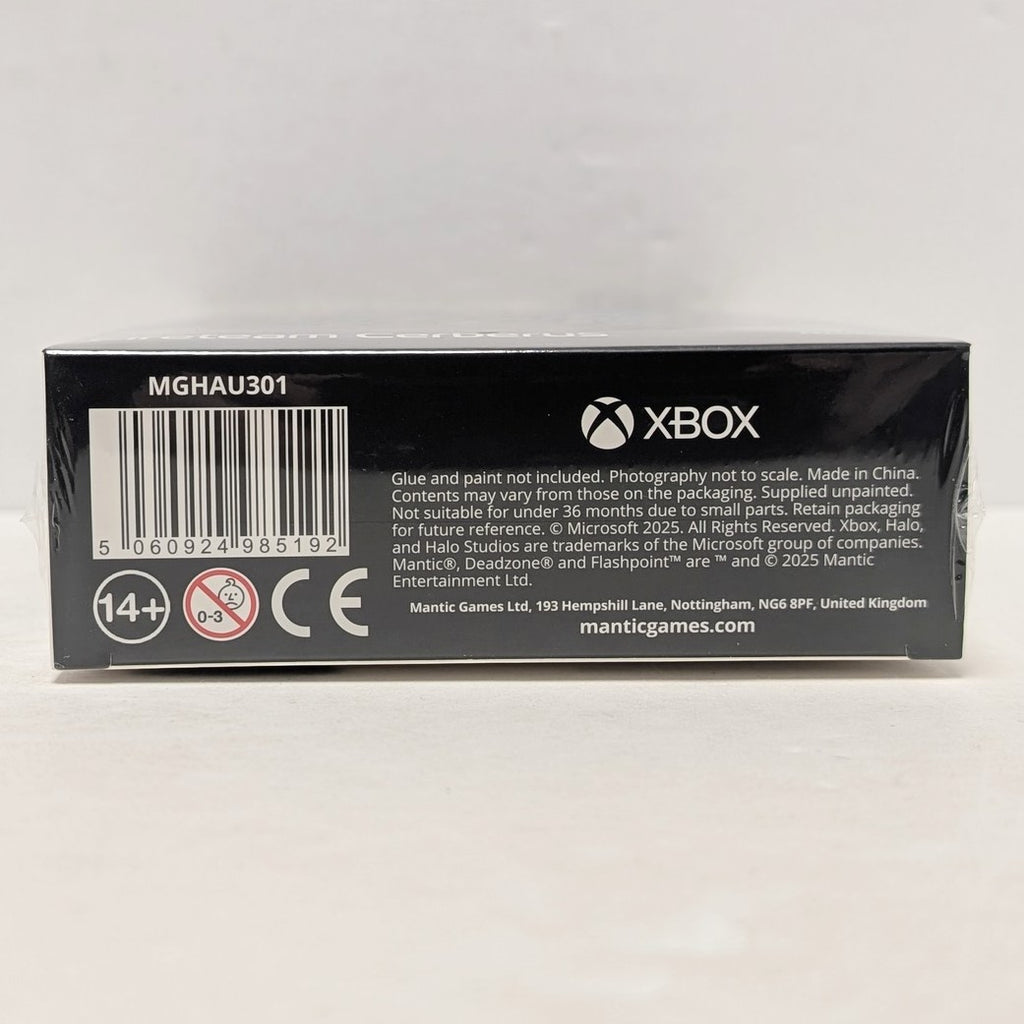 Fireteam Cerberus
MGHAU301
5 060924 985192
14+
0-3
CE
XBOX
Glue and paint not included. Photography not to scale. Made in China.
Contents may vary from those on the packaging. Supplied unpainted.
Not suitable for under 36 months due to small parts. Retain packaging
for future reference. © Microsoft 2025. All Rights Reserved. Xbox, Halo,
and Halo Studios are trademarks of the Microsoft group of companies.
Mantic®, Deadzone® and Flashpoint™ are ™ and © 2025 Mantic
Entertainment Ltd.
Mantic Games Ltd, 193 Hempshill Lane, Nottingham, NG6 8PF, United Kingdom
manticgames.com